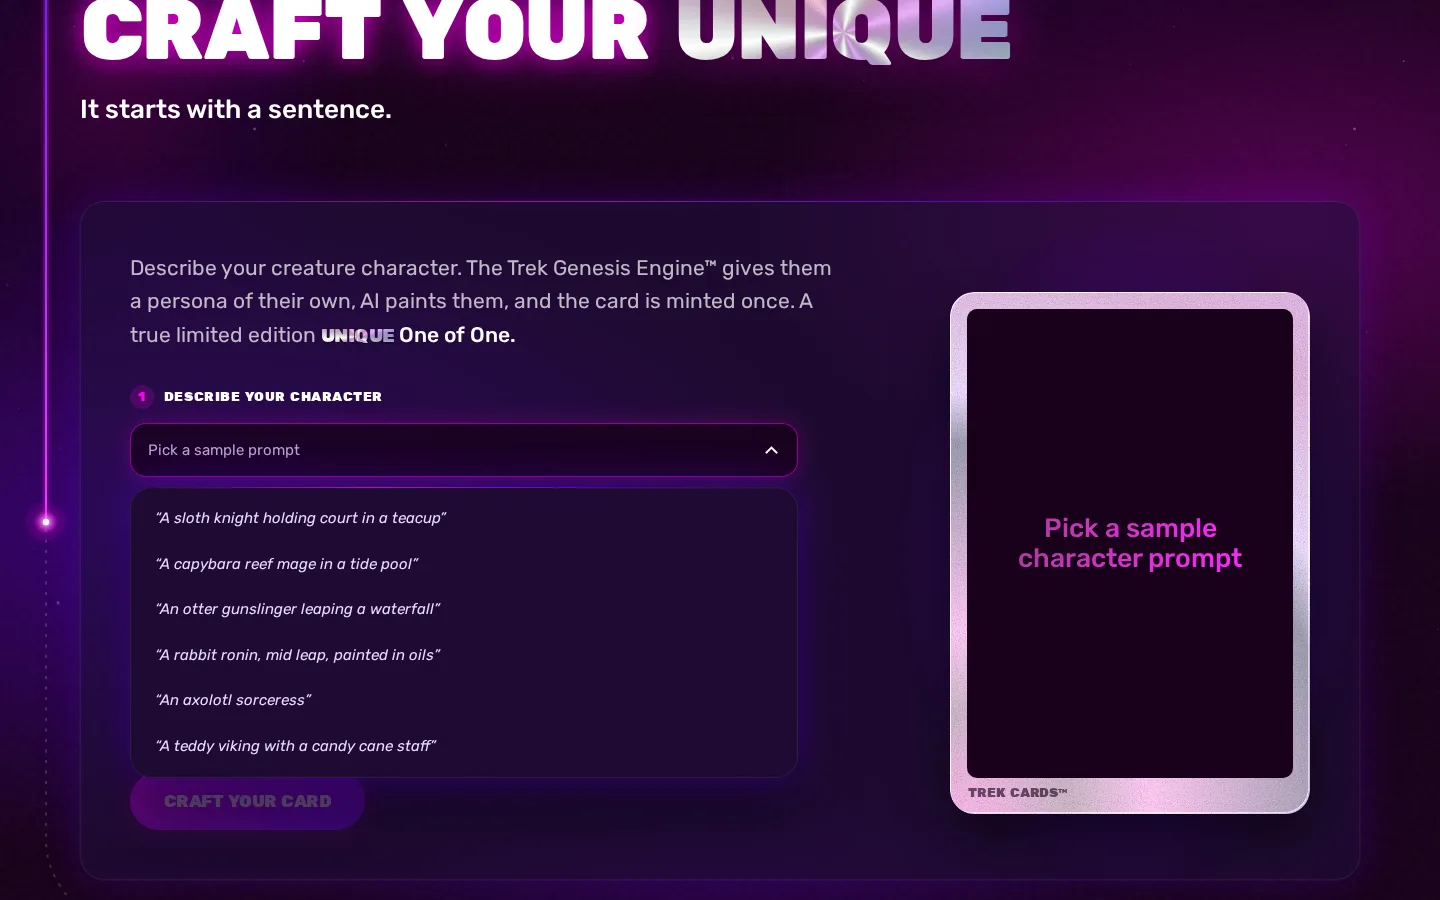 CRAFT YOUR UNIQUE
It starts with a sentence.
Describe your creature character. The Trek Genesis Engine™ gives them
a persona of their own, AI paints them, and the card is minted once. A
true limited edition UNIQUE One of One.
1 DESCRIBE YOUR CHARACTER
Pick a sample prompt
“A sloth knight holding court in a teacup”
“A capybara reef mage in a tide pool”
“An otter gunslinger leaping a waterfall”
“A rabbit ronin, mid leap, painted in oils”
“An axolotl sorceress”
“A teddy viking with a candy cane staff”
CRAFT YOUR CARD
Pick a sample
character prompt
TREK CARDS™